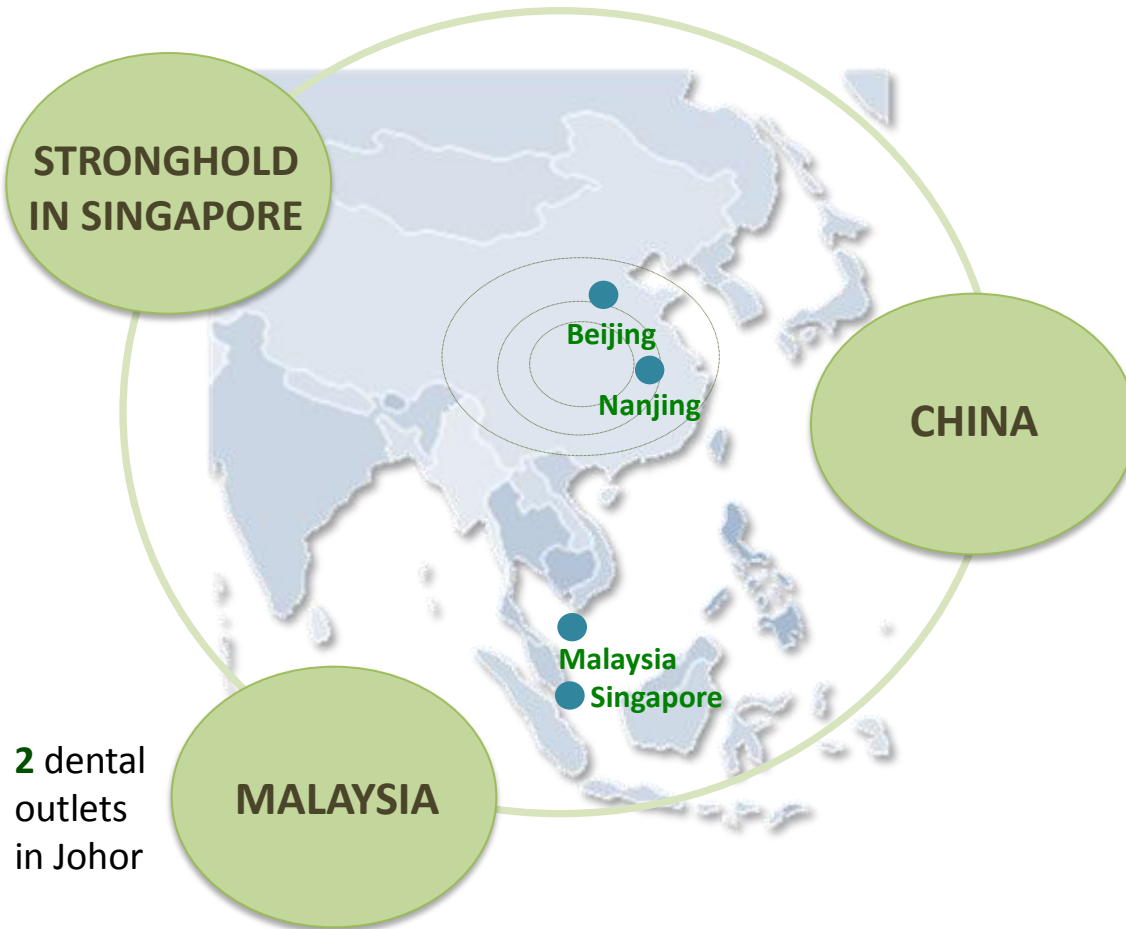 STRONGHOLD
IN SINGAPORE
Beijing
Nanjing
CHINA
Malaysia
Singapore
2 dental
outlets
in Johor
MALAYSIA